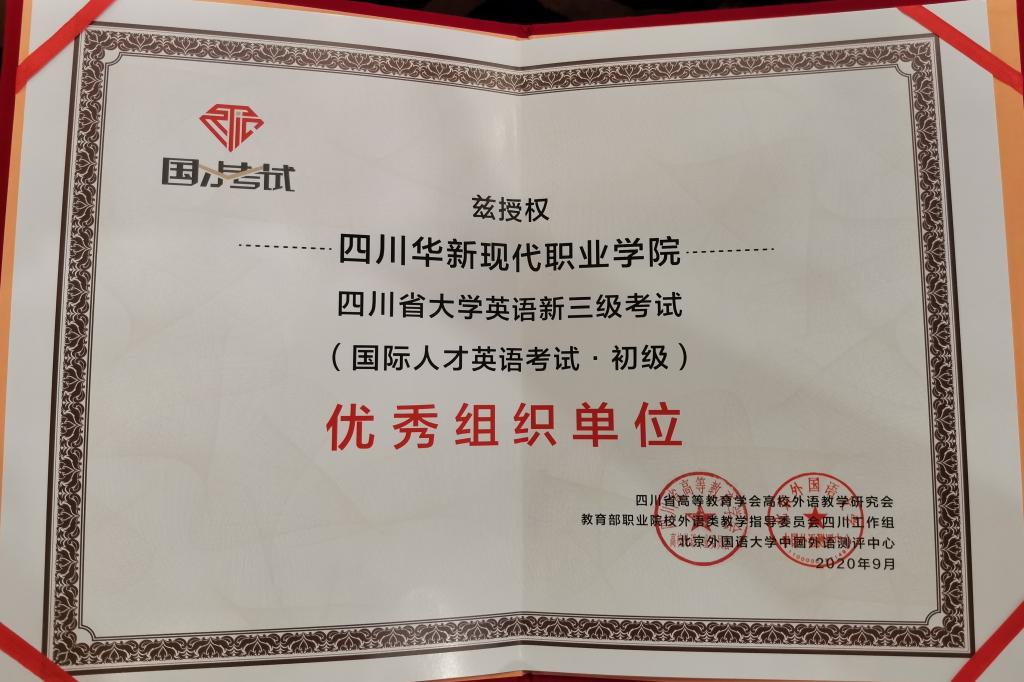 国才考试
兹授权
四川华新现代职业学院
四川省大学英语新三级考试
（国际人才英语考试·初级）
优秀组织单位
四川省高等教育学会高校外语教学研究会
教育部职业院校外语类教学指导委员会四川工作组
北京外国语大学中国外语测评中心
2020年9月